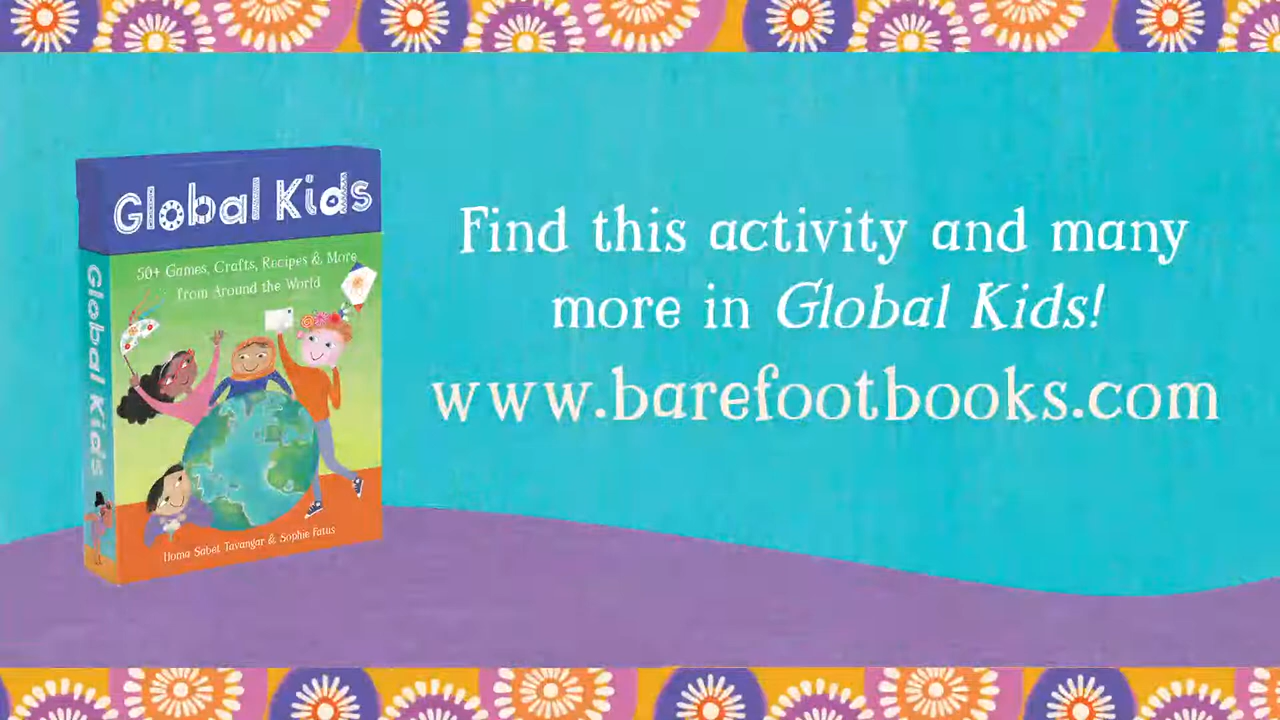 Global Kids
50+ Games, Crafts, Recipes & More
from Around the World
Global Kids
Homa Sabet Tavangar & Sophie Fatus
Find this activity and many
more in Global Kids!
www.barefootbooks.com